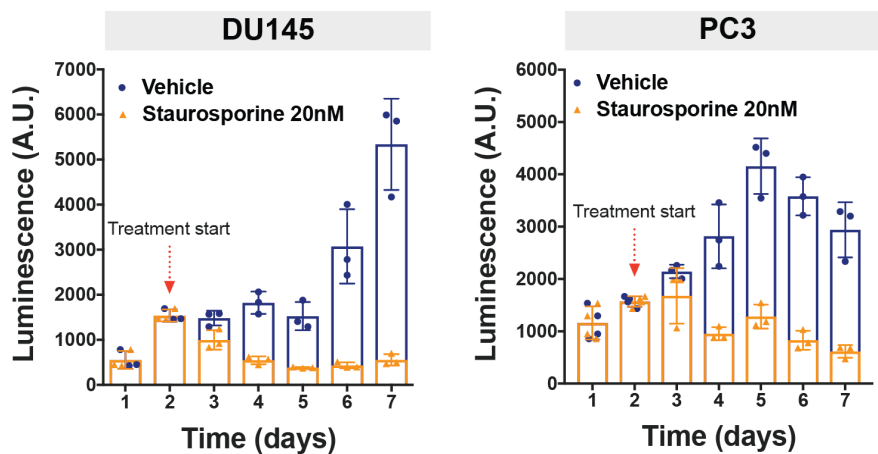 DU145
Luminescence (A.U.)
7000
6000
5000
4000
3000
2000
1000
0
Vehicle
Staurosporine 20nM
Treatment start
1 2 3 4 5 6 7
Time (days)
PC3
Luminescence (A.U.)
6000
5000
4000
3000
2000
1000
0
Vehicle
Staurosporine 20nM
Treatment start
1 2 3 4 5 6 7
Time (days)